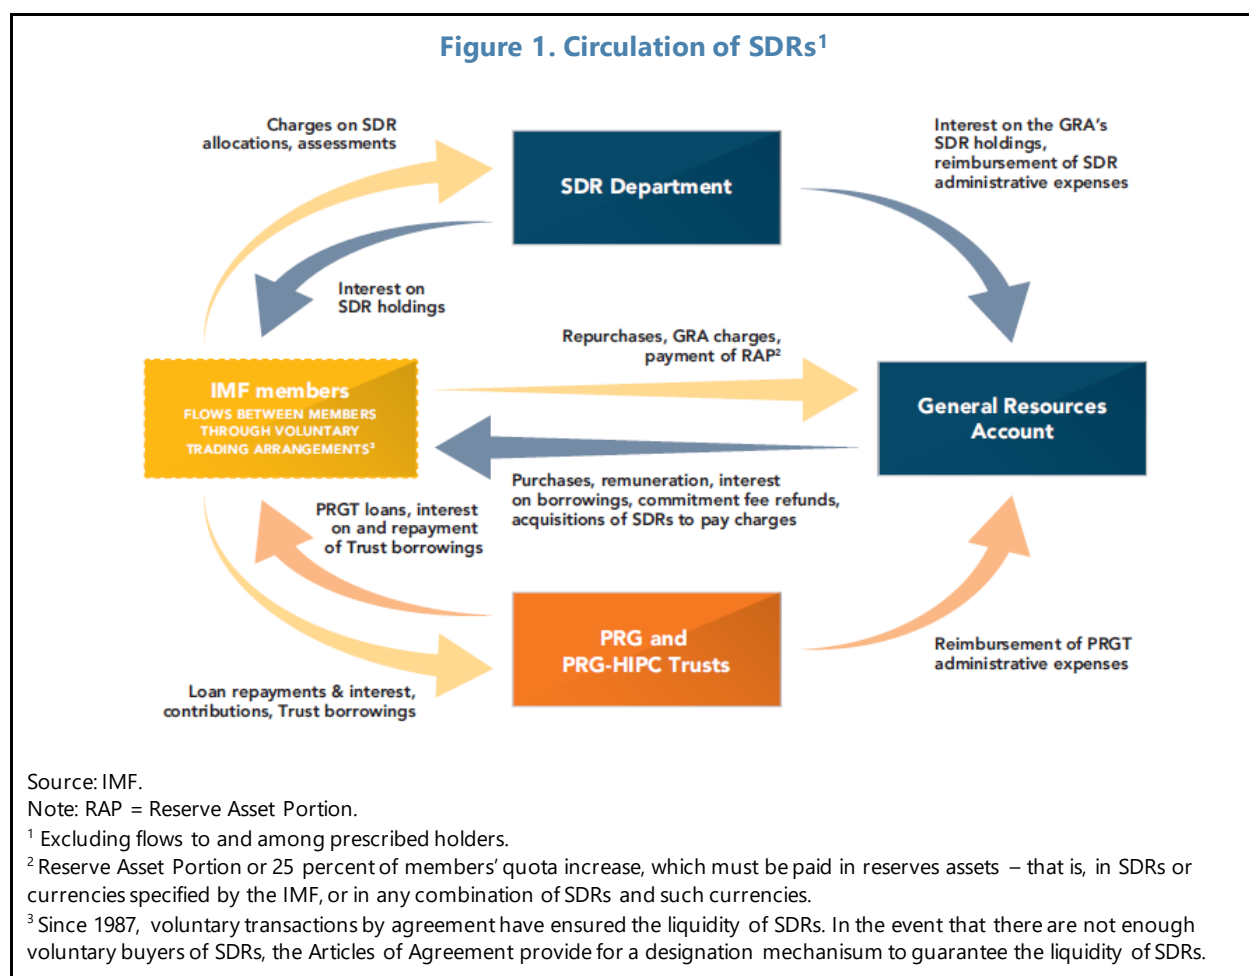 Figure 1. Circulation of SDRs¹
Charges on SDR
allocations, assessments
SDR Department
Interest on the GRA's
SDR holdings,
reimbursement of SDR
administrative expenses
Interest on
SDR holdings
Repurchases, GRA charges,
payment of RAP²
IMF members
FLOWS BETWEEN MEMBERS
THROUGH VOLUNTARY
TRADING ARRANGEMENTS³
General Resources
Account
Purchases, remuneration, interest
on borrowings, commitment fee refunds,
acquisitions of SDRs to pay charges
PRGT loans, interest
on and repayment
of Trust borrowings
PRG and
PRG-HIPC Trusts
Reimbursement of PRGT
administrative expenses
Loan repayments & interest,
contributions, Trust borrowings
Source: IMF.
Note: RAP = Reserve Asset Portion.
¹ Excluding flows to and among prescribed holders.
² Reserve Asset Portion or 25 percent of members' quota increase, which must be paid in reserves assets – that is, in SDRs or
currencies specified by the IMF, or in any combination of SDRs and such currencies.
³ Since 1987, voluntary transactions by agreement have ensured the liquidity of SDRs. In the event that there are not enough
voluntary buyers of SDRs, the Articles of Agreement provide for a designation mechanism to guarantee the liquidity of SDRs.